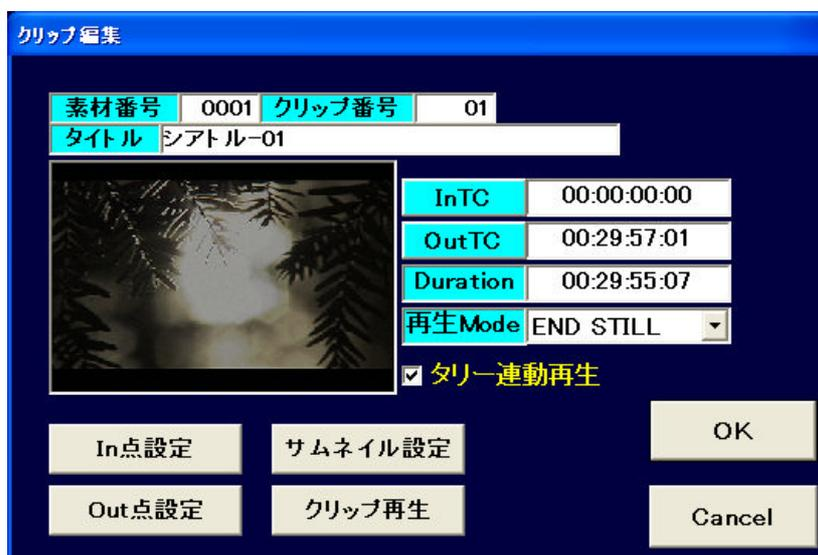 クリップ編集
素材番号 0001 クリップ番号 01
タイトル シアトル-01
InTC 00:00:00:00
OutTC 00:29:57:01
Duration 00:29:55:07
再生Mode END STILL
タリー連動再生
In点設定 サムネイル設定
OK
Out点設定 クリップ再生
Cancel